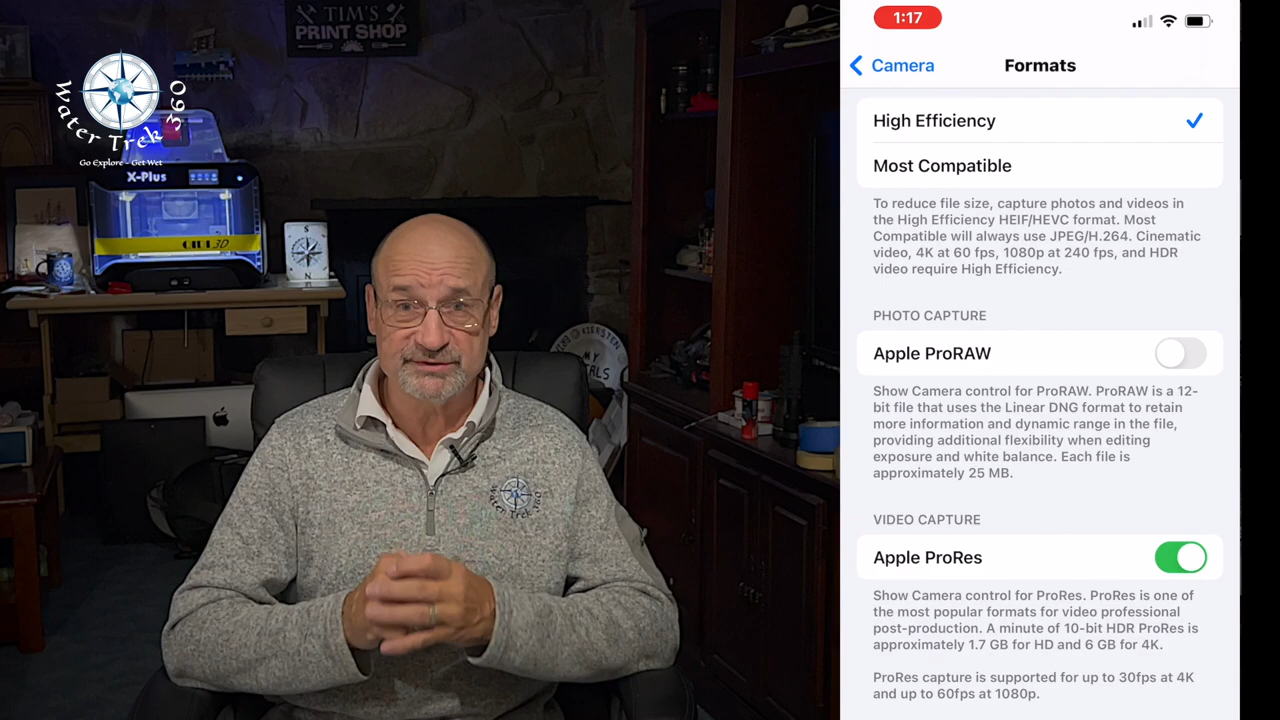 TIM'S
PRINT SHOP
Water Trek 360
Go Explore - Get Wet
X-Plus
QIDI 3D
S
N
KIERSTEN
MY
Water Trek 360
1:17
Camera
Formats
High Efficiency
Most Compatible
To reduce file size, capture photos and videos in
the High Efficiency HEIF/HEVC format. Most
Compatible will always use JPEG/H.264. Cinematic
video, 4K at 60 fps, 1080p at 240 fps, and HDR
video require High Efficiency.
PHOTO CAPTURE
Apple ProRAW
Show Camera control for ProRAW. ProRAW is a 12-
bit file that uses the Linear DNG format to retain
more information and dynamic range in the file,
providing additional flexibility when editing
exposure and white balance. Each file is
approximately 25 MB.
VIDEO CAPTURE
Apple ProRes
Show Camera control for ProRes. ProRes is one of
the most popular formats for video professional
post-production. A minute of 10-bit HDR ProRes is
approximately 1.7 GB for HD and 6 GB for 4K.
ProRes capture is supported for up to 30fps at 4K
and up to 60fps at 1080p.